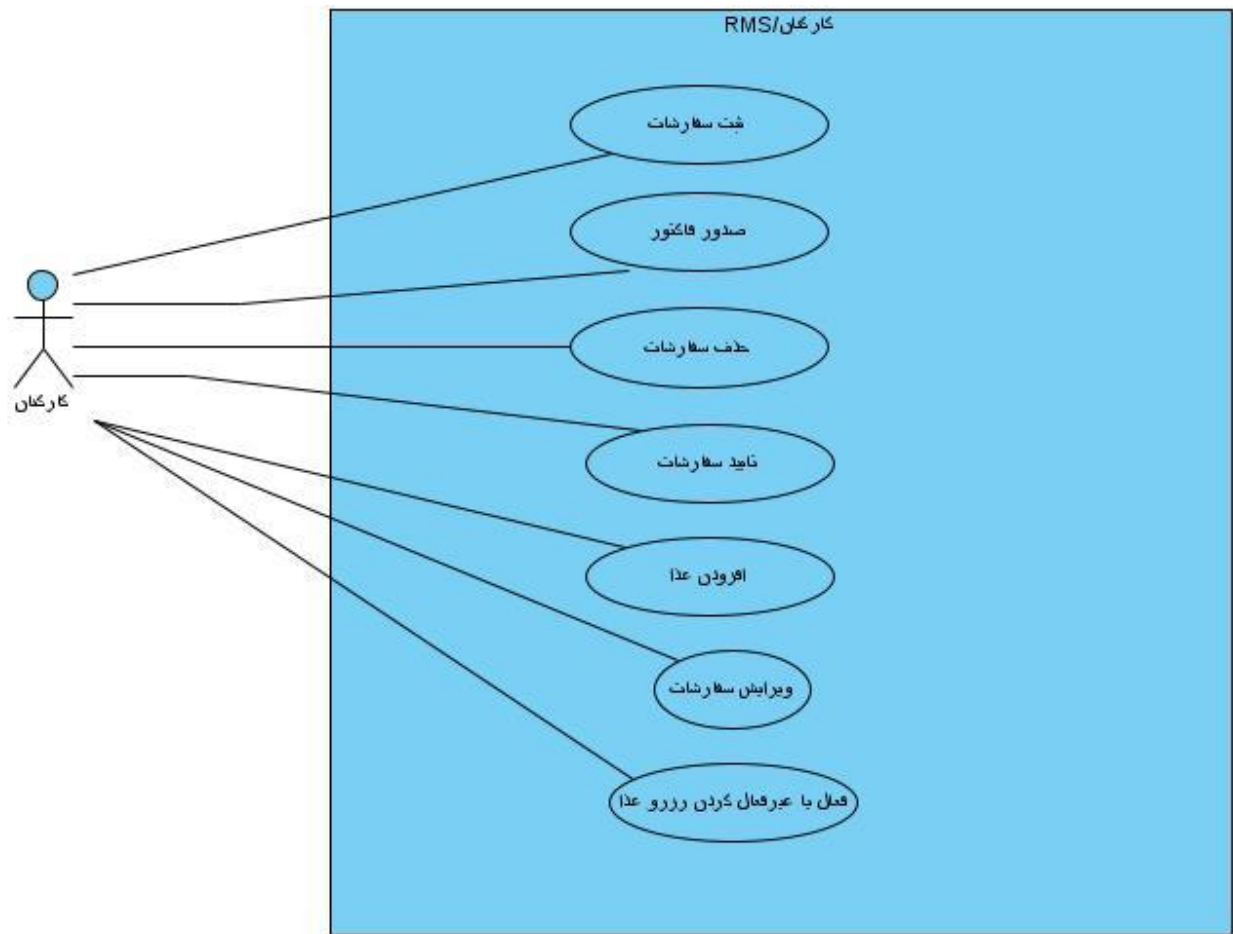 کارکنان/RMS
ثبت سفارشات
صدور فاکتور
حذف سفارشات
تایید سفارشات
افزودن غذا
ویرایش سفارشات
فعال یا غیرفعال کردن رزرو غذا
کارکنان